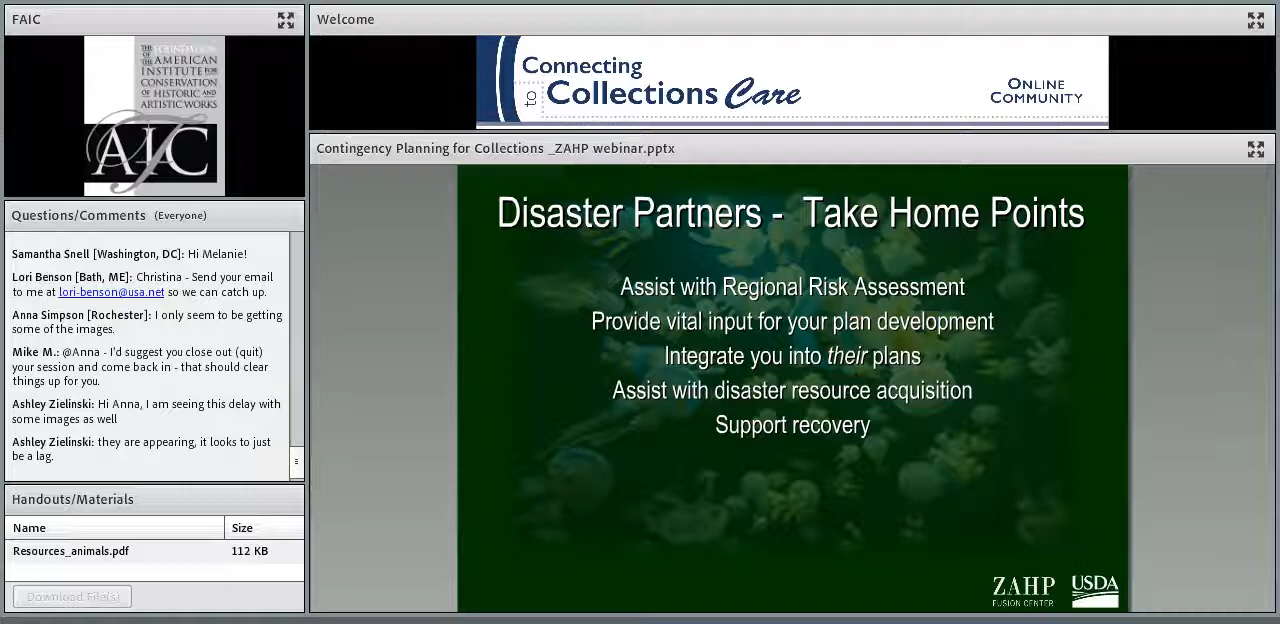 FAIC
THE FOUNDATION
OF THE AMERICAN
INSTITUTE FOR
CONSERVATION
OF HISTORIC AND
ARTISTIC WORKS
AIC
Questions/Comments (Everyone)
Samantha Snell [Washington, DC]: Hi Melanie!
Lori Benson [Bath, ME]: Christina - Send your email
to me at lori-benson@usa.net so we can catch up.
Anna Simpson [Rochester]: I only seem to be getting
some of the images.
Mike M.: @Anna - I'd suggest you close out (quit)
your session and come back in - that should clear
things up for you.
Ashley Zielinski: Hi Anna, I am seeing this delay with
some images as well
Ashley Zielinski: they are appearing, it looks to just
be a lag.
Handouts/Materials
Name Size
Resources_animals.pdf 112 KB
Download File(s)
Welcome
Connecting
to Collections Care
ONLINE
COMMUNITY
Contingency Planning for Collections _ZAHP webinar.pptx
Disaster Partners - Take Home Points
Assist with Regional Risk Assessment
Provide vital input for your plan development
Integrate you into their plans
Assist with disaster resource acquisition
Support recovery
ZAHP
FUSION CENTER
USDA